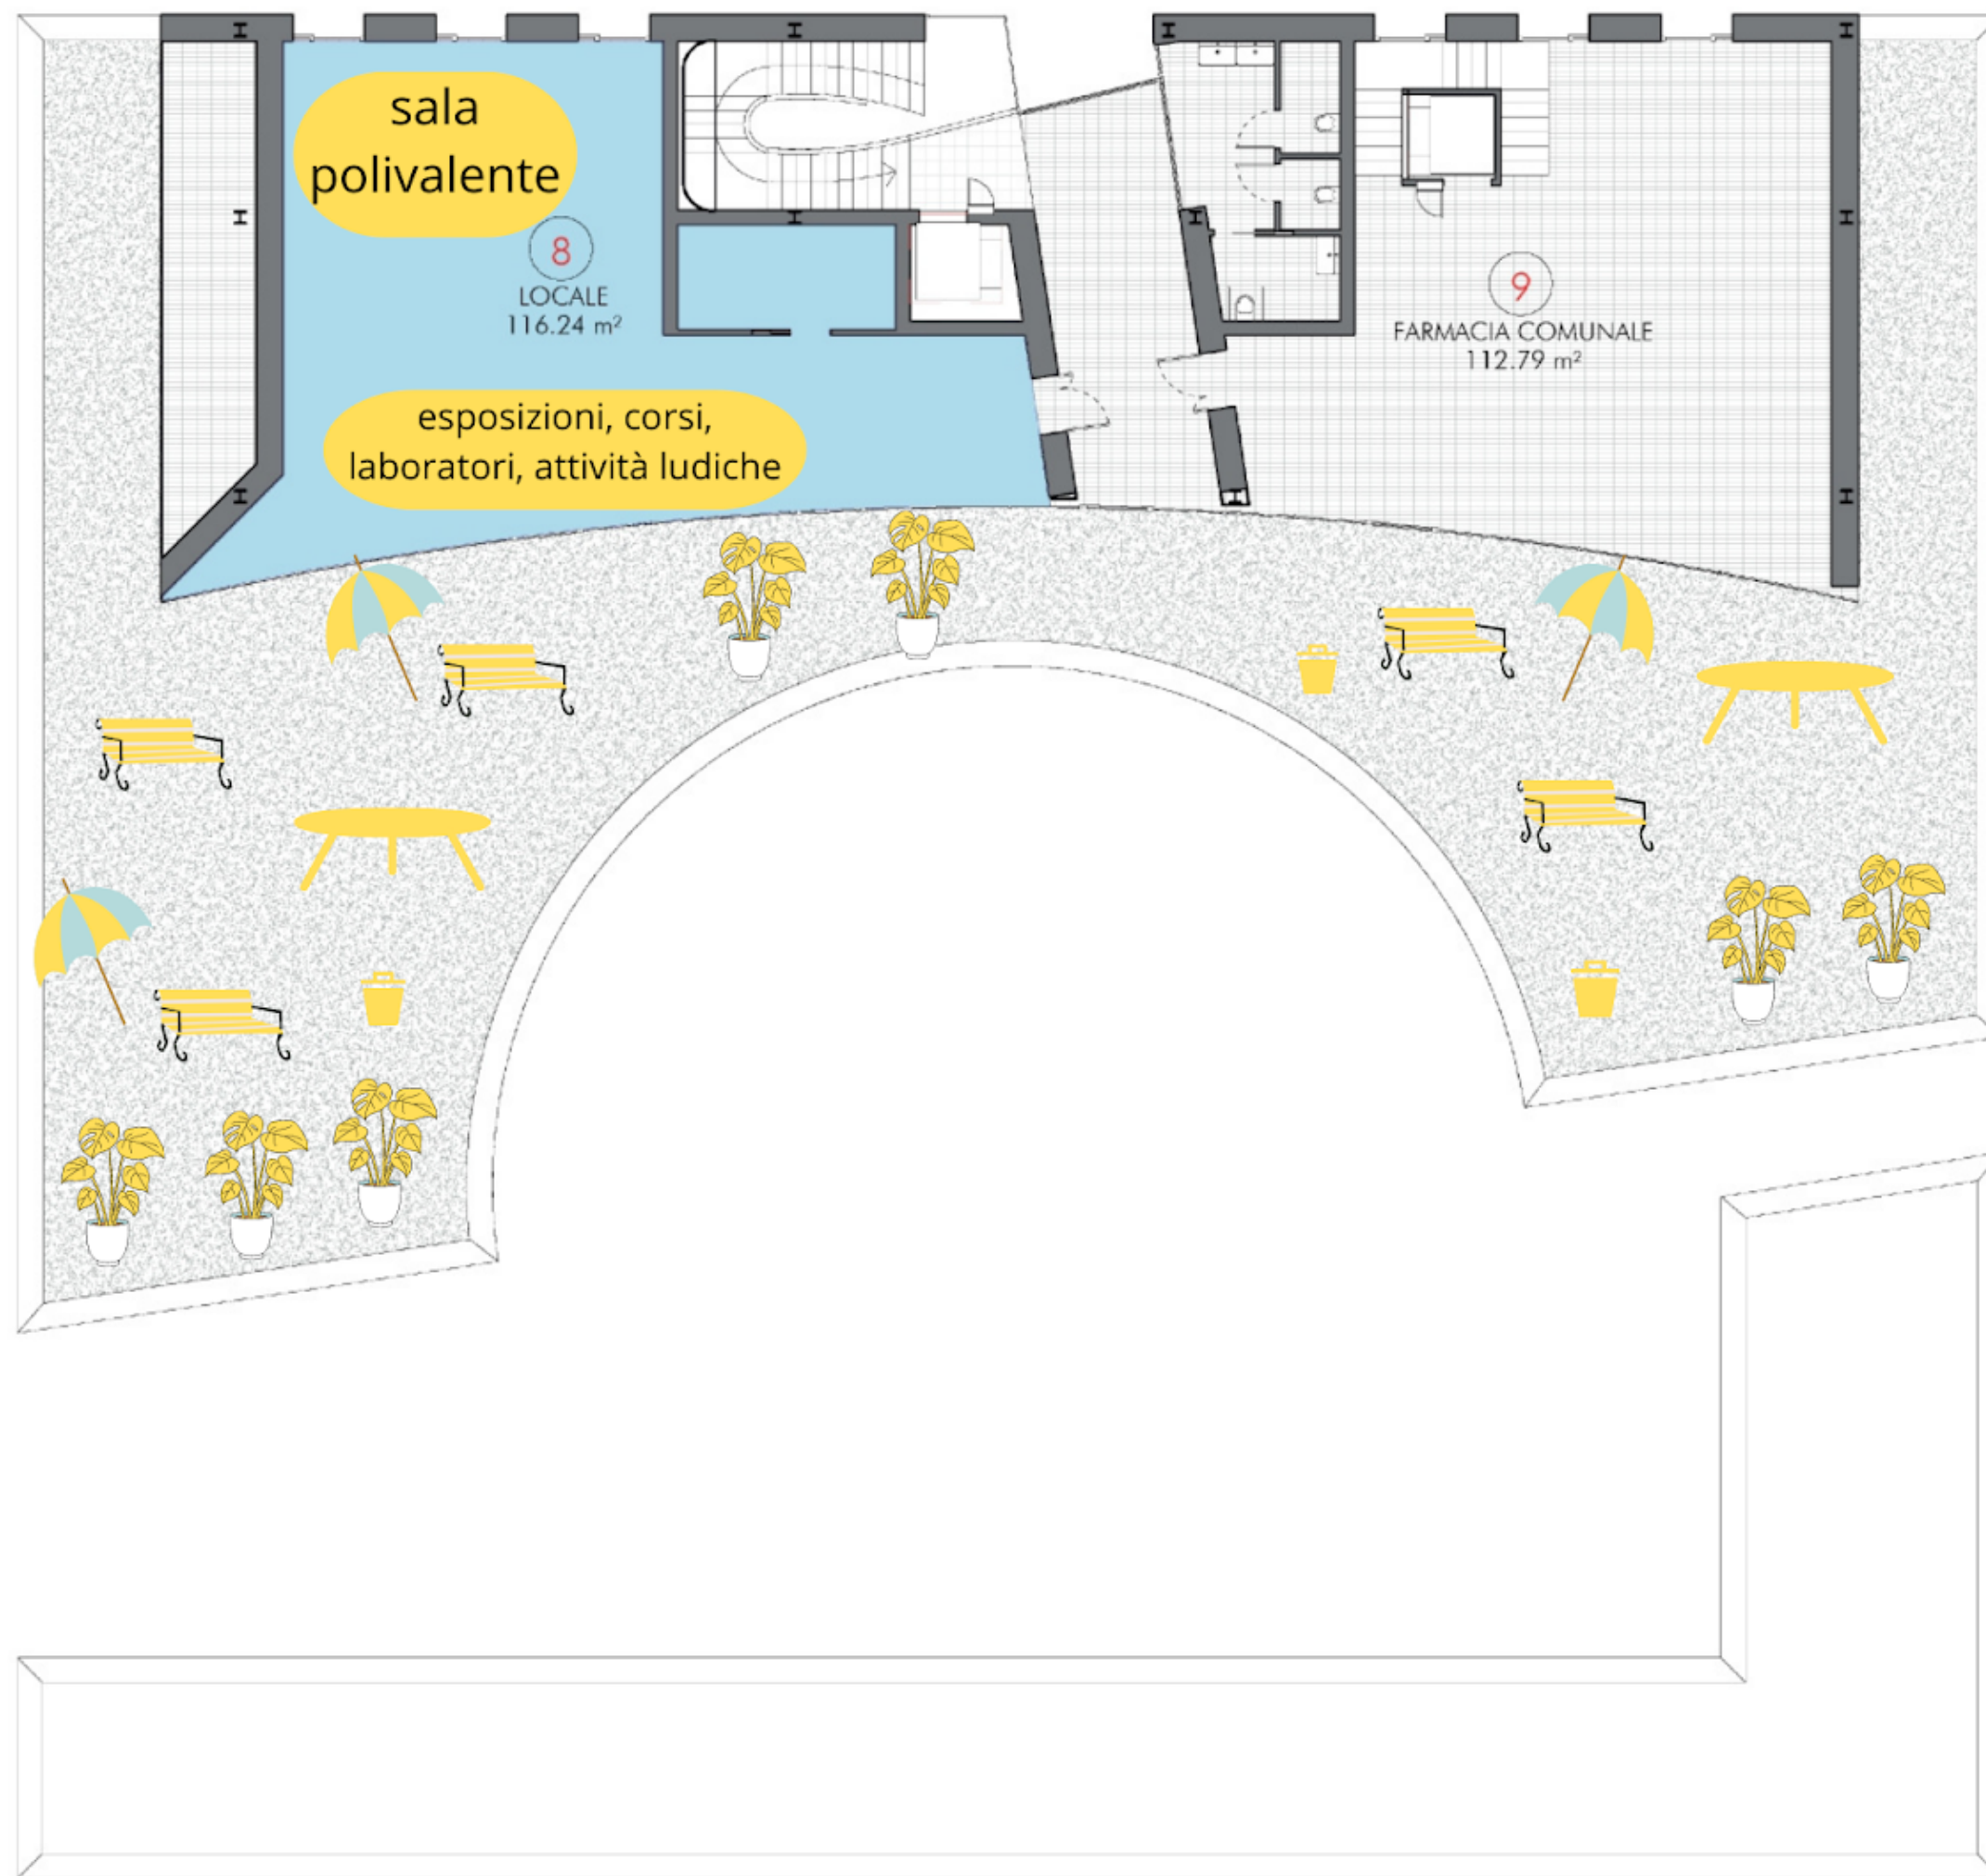 sala
polivalente
8
LOCALE
116.24 m²
esposizioni, corsi,
laboratori, attività ludiche
9
FARMACIA COMUNALE
112.79 m²